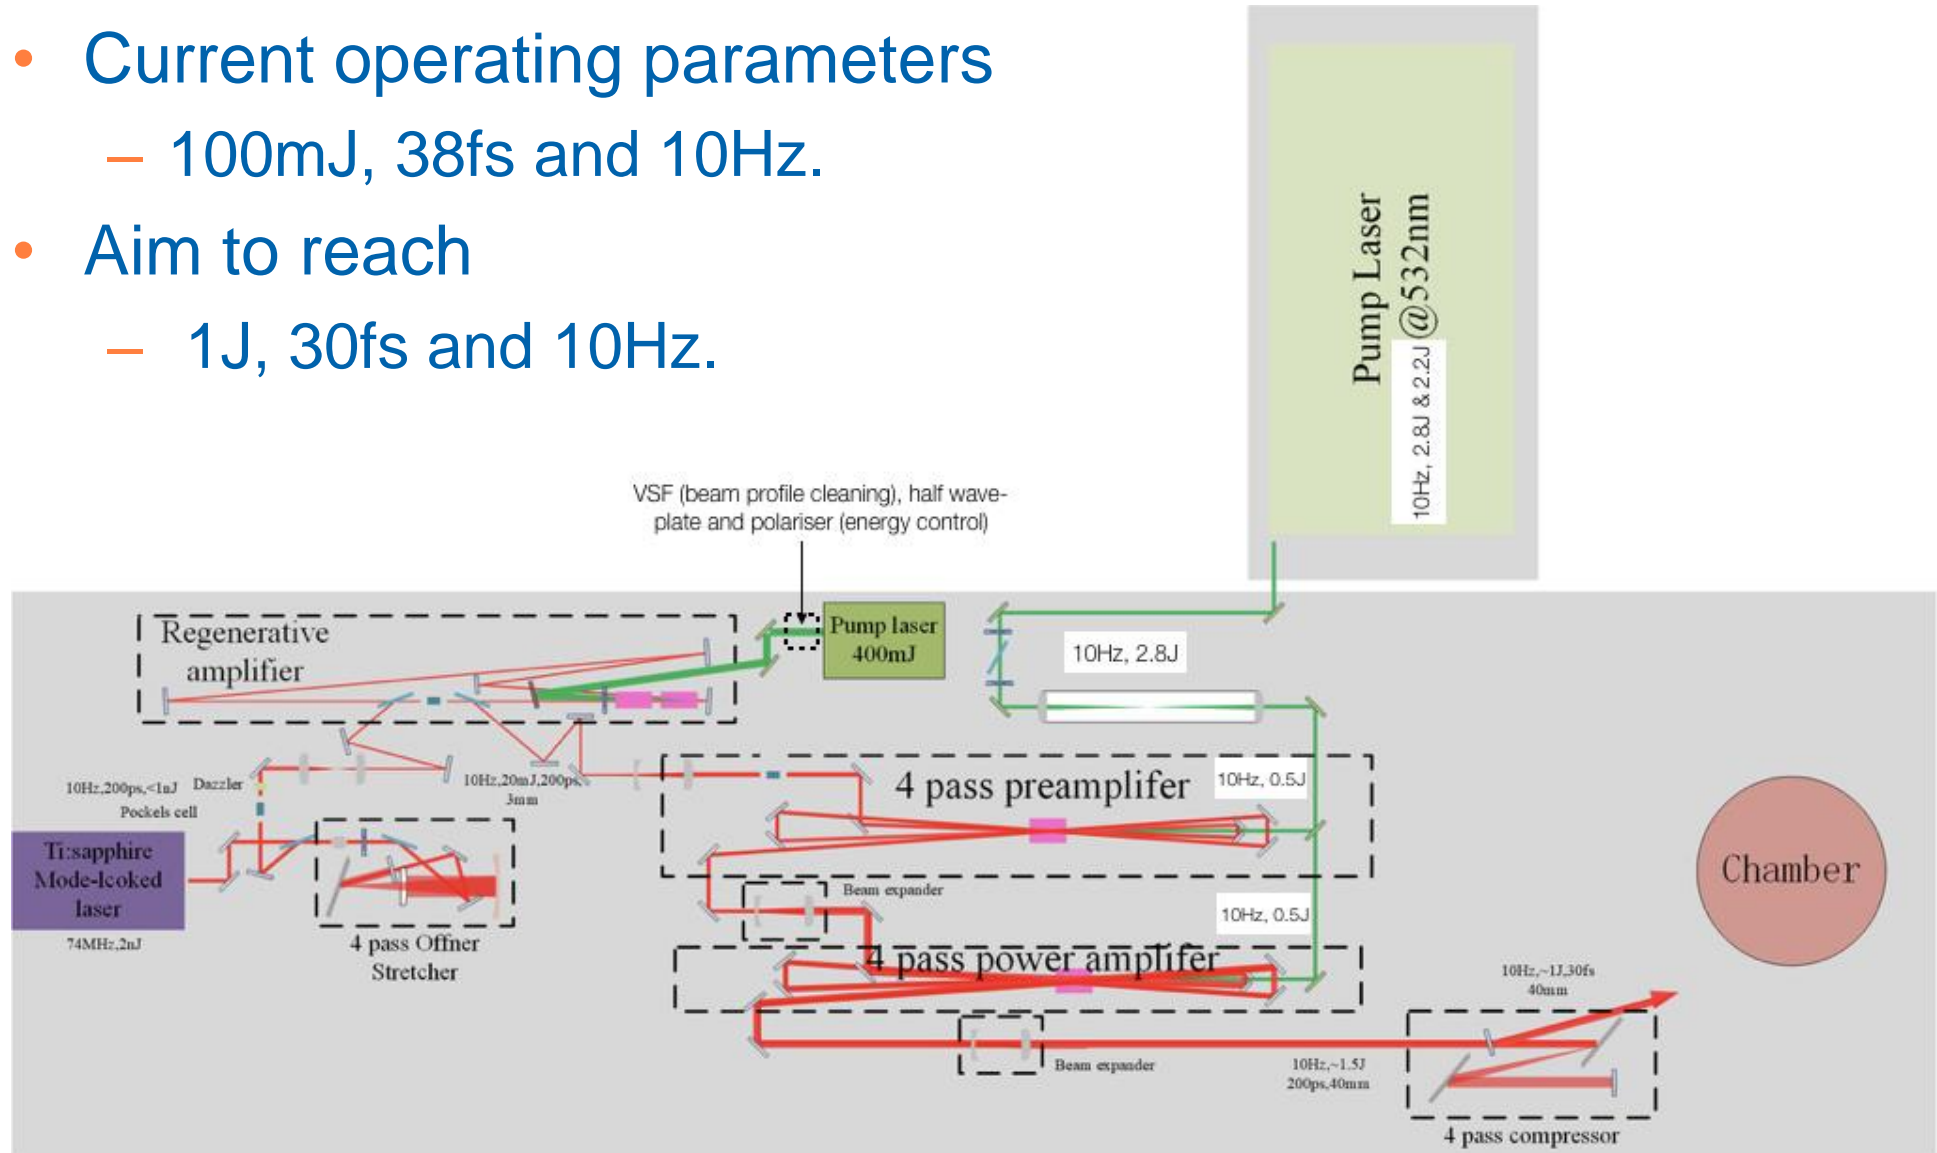 • Current operating parameters
– 100mJ, 38fs and 10Hz.
• Aim to reach
– 1J, 30fs and 10Hz.
Pump Laser
10Hz, 2.8J & 2.2J @532nm
VSF (beam profile cleaning), half wave-
plate and polariser (energy control)
Regenerative
amplifier
Pump laser
400mJ
10Hz, 2.8J
10Hz,200ps,<1nJ
Dazzler
Pockels cell
10Hz,20mJ,200ps,
3mm
4 pass preamplifer
10Hz, 0.5J
Ti:sapphire
Mode-lcoked
laser
74MHz,2nJ
4 pass Offner
Stretcher
Beam expander
10Hz, 0.5J
4 pass power amplifer
Chamber
10Hz,~1J,30fs
40mm
Beam expander
10Hz,~1.5J
200ps,40mm
4 pass compressor